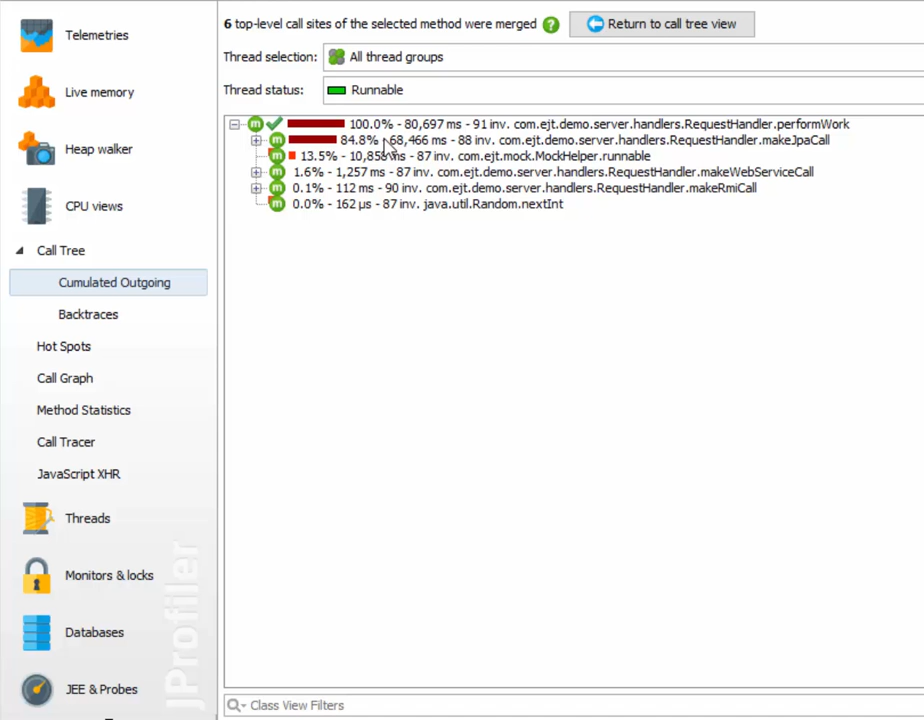 Telemetries
Live memory
Heap walker
CPU views
Call Tree
Cumulated Outgoing
Backtraces
Hot Spots
Call Graph
Method Statistics
Call Tracer
JavaScript XHR
Threads
Monitors & locks
Databases
JEE & Probes
JProfiler
6 top-level call sites of the selected method were merged ? Return to call tree view
Thread selection: All thread groups
Thread status: Runnable
m 100.0% - 80,697 ms - 91 inv. com.ejt.demo.server.handlers.RequestHandler.performWork
m 84.8% - 68,466 ms - 88 inv. com.ejt.demo.server.handlers.RequestHandler.makeJpaCall
m 13.5% - 10,858 ms - 87 inv. com.ejt.mock.MockHelper.runnable
m 1.6% - 1,257 ms - 87 inv. com.ejt.demo.server.handlers.RequestHandler.makeWebServiceCall
m 0.1% - 112 ms - 90 inv. com.ejt.demo.server.handlers.RequestHandler.makeRmiCall
m 0.0% - 162 µs - 87 inv. java.util.Random.nextInt
Class View Filters